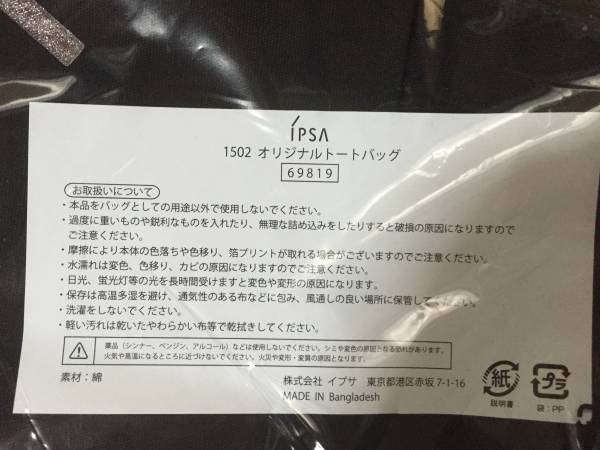 ÍPSA
1502 オリジナルトートバッグ
69819
お取扱いについて
・本品をバッグとしての用途以外で使用しないでください。
・過度に重いものや鋭利なものを入れたり、無理な詰め込みをしたりすると破損の原因になりますので
ご注意ください。
・摩擦により本体の色落ちや色移り、箔プリントが取れる場合がございますのでご注意ください。
・水濡れは変色、色移り、カビの原因になりますのでご注意ください。
・日光、蛍光灯等の光を長時間受けますと変色や変形の原因になります。
・保存は高温多湿を避け、通気性のある布などに包み、風通しの良い場所に保管してください。
・洗濯をしないでください。
・軽い汚れは乾いたやわらかい布等で乾拭きしてください。
薬品（シンナー、ベンジン、アルコール）などは使用しないでください。シミや変色の原因となる恐れがあります。
火気や高温になるところに近づけないでください。火災や変形・変質の原因となります。
素材：綿
株式会社 イプサ 東京都港区赤坂 7-1-16
MADE IN Bangladesh
紙
説明書
プラ
袋：PP